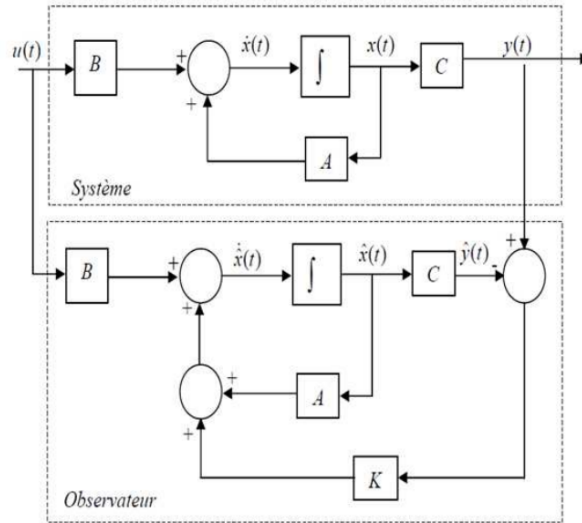 u(t)
B
+
+
ẋ(t)
∫
x(t)
C
y(t)
A
Système
B
+
+
x̂̇(t)
∫
x̂(t)
C
ŷ(t)
+
-
+
+
A
K
Observateur